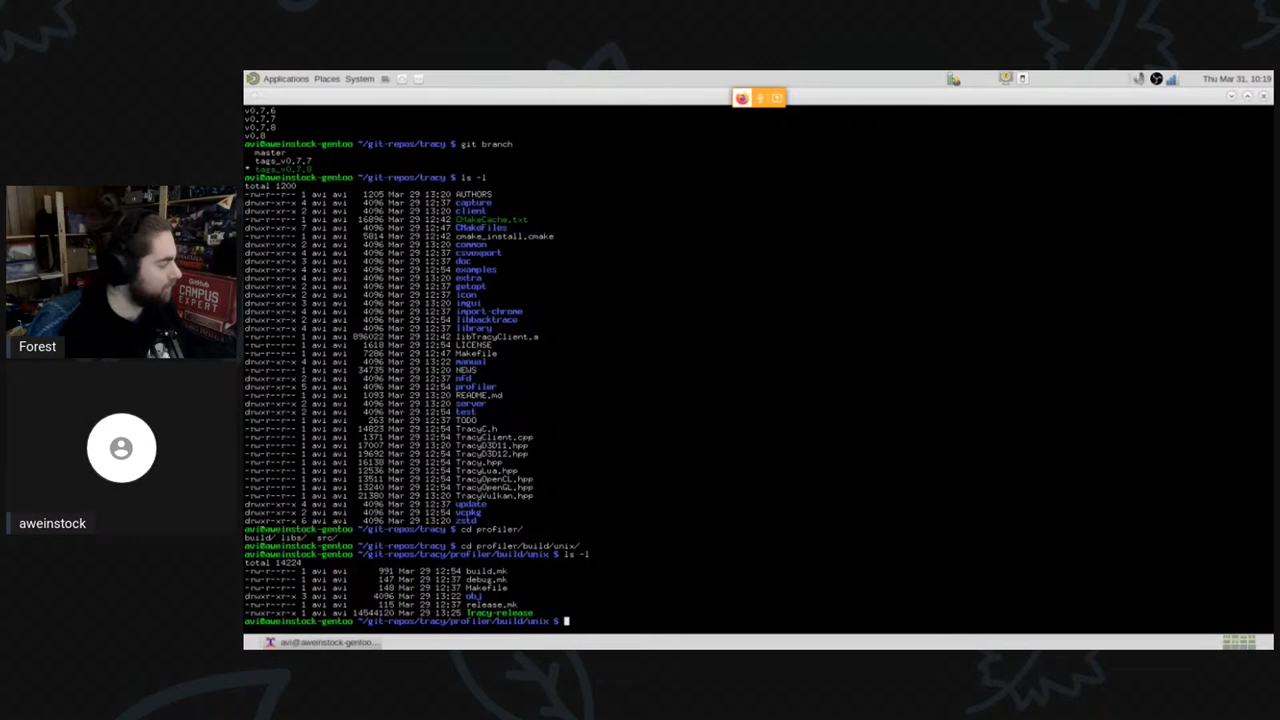 Applications Places System
Thu Mar 31, 10:19
v0.7.6
v0.7.7
v0.7.8
v0.8
avi@aweinstock-gentoo ~/git-repos/tracy $ git branch
master
tags_v0.7.7
* tags_v0.7.8
avi@aweinstock-gentoo ~/git-repos/tracy $ ls -l
total 1200
-rw-r--r-- 1 avi avi 1205 Mar 29 13:20 AUTHORS
drwxr-xr-x 4 avi avi 4096 Mar 29 12:37 capture
drwxr-xr-x 2 avi avi 4096 Mar 29 13:20 client
-rw-r--r-- 1 avi avi 16896 Mar 29 12:42 CMakeCache.txt
drwxr-xr-x 7 avi avi 4096 Mar 29 12:47 CMakeFiles
-rw-r--r-- 1 avi avi 5814 Mar 29 12:42 cmake_install.cmake
drwxr-xr-x 2 avi avi 4096 Mar 29 13:20 common
drwxr-xr-x 4 avi avi 4096 Mar 29 12:37 csvexport
drwxr-xr-x 3 avi avi 4096 Mar 29 12:37 doc
drwxr-xr-x 4 avi avi 4096 Mar 29 12:54 examples
drwxr-xr-x 2 avi avi 4096 Mar 29 13:20 extra
drwxr-xr-x 2 avi avi 4096 Mar 29 12:37 getopt
drwxr-xr-x 2 avi avi 4096 Mar 29 12:37 icon
drwxr-xr-x 3 avi avi 4096 Mar 29 13:20 imgui
drwxr-xr-x 4 avi avi 4096 Mar 29 12:37 import-chrome
drwxr-xr-x 2 avi avi 4096 Mar 29 12:54 libbacktrace
drwxr-xr-x 4 avi avi 4096 Mar 29 12:37 library
-rw-r--r-- 1 avi avi 896022 Mar 29 12:42 libTracyClient.a
-rw-r--r-- 1 avi avi 1618 Mar 29 12:54 LICENSE
-rw-r--r-- 1 avi avi 7286 Mar 29 12:47 Makefile
drwxr-xr-x 4 avi avi 4096 Mar 29 13:22 manual
-rw-r--r-- 1 avi avi 34735 Mar 29 13:20 NEWS
drwxr-xr-x 2 avi avi 4096 Mar 29 12:37 nfd
drwxr-xr-x 5 avi avi 4096 Mar 29 12:54 profiler
-rw-r--r-- 1 avi avi 1093 Mar 29 13:20 README.md
drwxr-xr-x 2 avi avi 4096 Mar 29 13:20 server
drwxr-xr-x 2 avi avi 4096 Mar 29 12:54 test
-rw-r--r-- 1 avi avi 263 Mar 29 12:37 TODO
-rw-r--r-- 1 avi avi 14823 Mar 29 12:54 TracyC.h
-rw-r--r-- 1 avi avi 1371 Mar 29 12:54 TracyClient.cpp
-rw-r--r-- 1 avi avi 17007 Mar 29 13:20 TracyD3D11.hpp
-rw-r--r-- 1 avi avi 19692 Mar 29 12:54 TracyD3D12.hpp
-rw-r--r-- 1 avi avi 16138 Mar 29 12:54 Tracy.hpp
-rw-r--r-- 1 avi avi 12536 Mar 29 12:54 TracyLua.hpp
-rw-r--r-- 1 avi avi 13511 Mar 29 12:54 TracyOpenCL.hpp
-rw-r--r-- 1 avi avi 13240 Mar 29 12:54 TracyOpenGL.hpp
-rw-r--r-- 1 avi avi 21380 Mar 29 13:20 TracyVulkan.hpp
drwxr-xr-x 4 avi avi 4096 Mar 29 12:37 update
drwxr-xr-x 2 avi avi 4096 Mar 29 12:54 vcpkg
drwxr-xr-x 6 avi avi 4096 Mar 29 12:54 zstd
avi@aweinstock-gentoo ~/git-repos/tracy $ cd profiler/
build/ libs/ src/
avi@aweinstock-gentoo ~/git-repos/tracy $ cd profiler/build/unix/
avi@aweinstock-gentoo ~/git-repos/tracy/profiler/build/unix $ ls -l
total 14224
-rw-r--r-- 1 avi avi 991 Mar 29 12:54 build.mk
-rw-r--r-- 1 avi avi 147 Mar 29 12:37 debug.mk
-rw-r--r-- 1 avi avi 148 Mar 29 12:37 Makefile
drwxr-xr-x 3 avi avi 4096 Mar 29 13:22 obj
-rw-r--r-- 1 avi avi 115 Mar 29 12:37 release.mk
-rwxr-xr-x 1 avi avi 14544120 Mar 29 13:25 Tracy-release
avi@aweinstock-gentoo ~/git-repos/tracy/profiler/build/unix $
avi@aweinstock-gentoo...
GitHub
CAMPUS
EXPERT
Forest
aweinstock